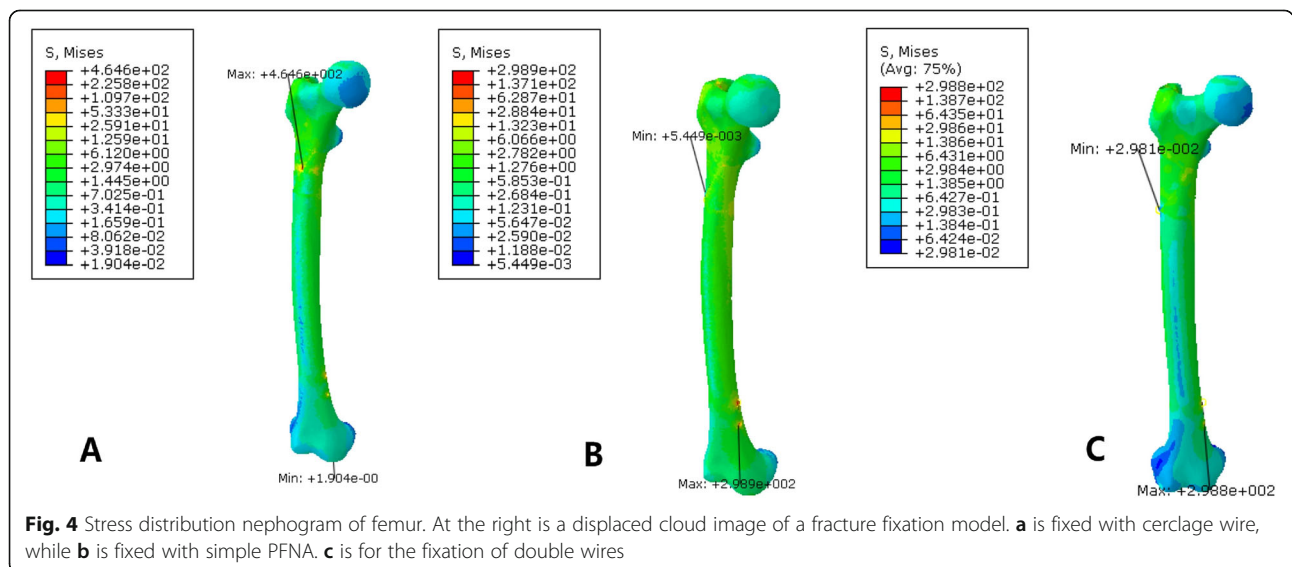 S, Mises
+4.646e+02
+2.258e+02
+1.097e+02
+5.333e+01
+2.591e+01
+1.259e+01
+6.120e+00
+2.974e+00
+1.445e+00
+7.025e-01
+3.414e-01
+1.659e-01
+8.062e-02
+3.918e-02
+1.904e-02
Max: +4.646e+002
A
Min: +1.904e-00
S, Mises
+2.989e+02
+1.371e+02
+6.287e+01
+2.884e+01
+1.323e+01
+6.066e+00
+2.782e+00
+1.276e+00
+5.853e-01
+2.684e-01
+1.231e-01
+5.647e-02
+2.590e-02
+1.188e-02
+5.449e-03
Min: +5.449e-003
B
Max: +2.989e+002
S, Mises
(Avg: 75%)
+2.988e+02
+1.387e+02
+6.435e+01
+2.986e+01
+1.386e+01
+6.431e+00
+2.984e+00
+1.385e+00
+6.427e-01
+2.983e-01
+1.384e-01
+6.424e-02
+2.981e-02
Min: +2.981e-002
C
Max: +2.988e+002
Fig. 4 Stress distribution nephogram of femur. At the right is a displaced cloud image of a fracture fixation model. a is fixed with cerclage wire,
while b is fixed with simple PFNA. c is for the fixation of double wires